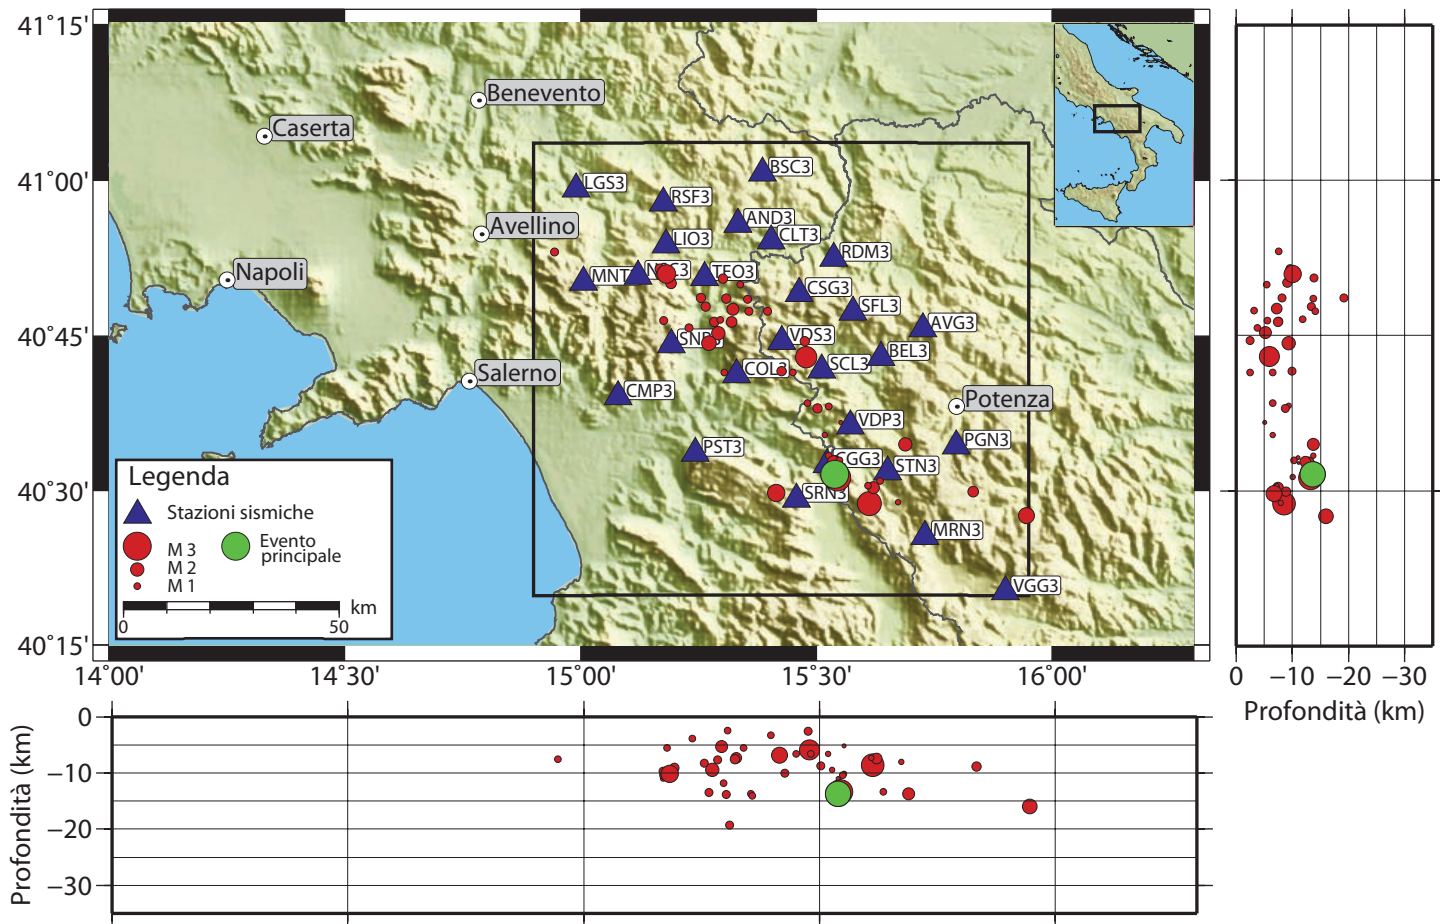 41°15'
Benevento
Caserta
41°00'
BSC3
LGS3
RSF3
AND3
Avellino
CLT3
LIO3
RDM3
Napoli
TEO3
CSG3
SFL3
40°45'
AVG3
VDS3
BEL3
Salerno
COL3
SCL3
CMP3
Potenza
VDP3
PST3
PGN3
CGG3
STN3
40°30'
SRN3
MRN3
VGG3
40°15'
Legenda
Stazioni sismiche
M 3
M 2
M 1
Evento
principale
km
0 50
14°00' 14°30' 15°00' 15°30' 16°00'
0 −10 −20 −30
Profondità (km)
0
−10
−20
−30
Profondità (km)